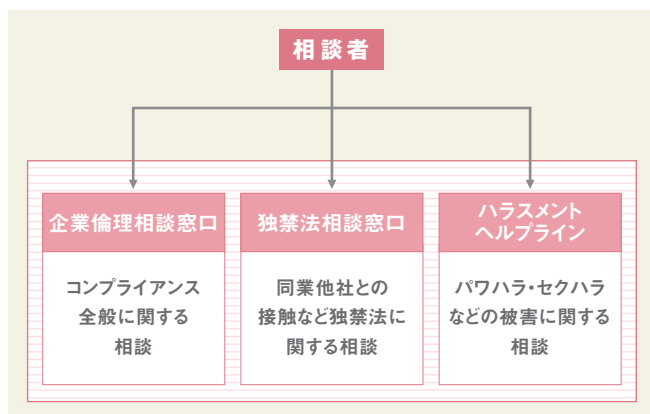 相談者
企業倫理相談窓口
コンプライアンス
全般に関する
相談
独禁法相談窓口
同業他社との
接触など独禁法に
関する相談
ハラスメント
ヘルプライン
パワハラ・セクハラ
などの被害に関する
相談